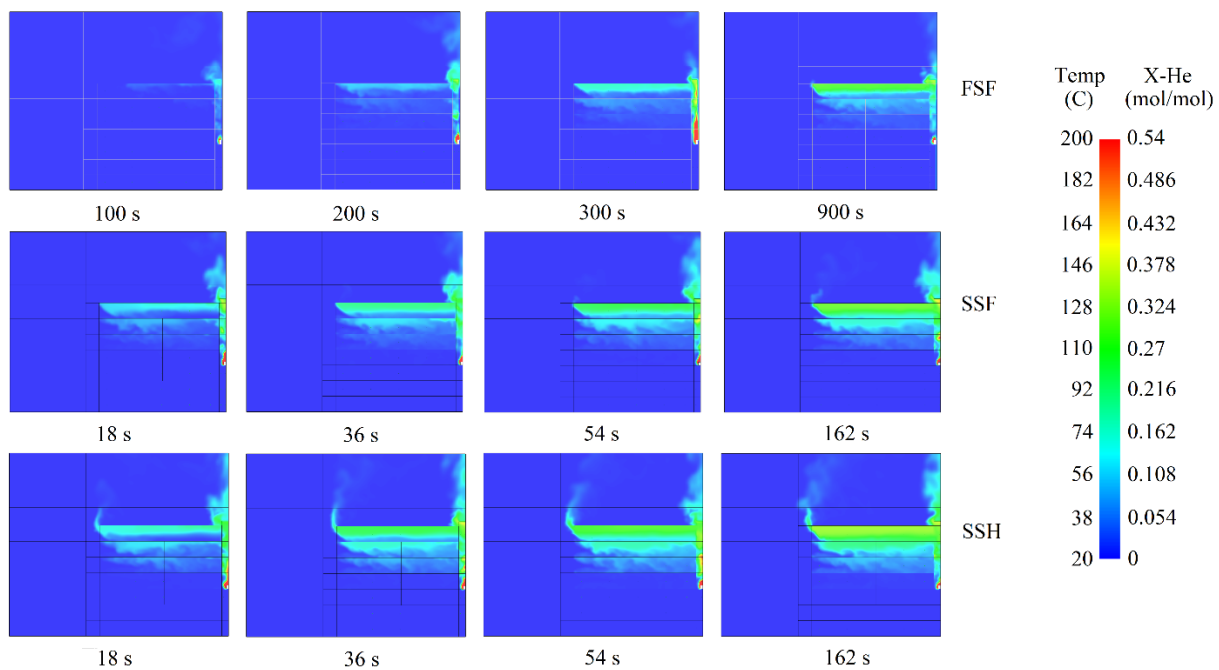 100 s 200 s 300 s 900 s FSF
18 s 36 s 54 s 162 s SSF
18 s 36 s 54 s 162 s SSH
Temp X-He
(C) (mol/mol)
200 0.54
182 0.486
164 0.432
146 0.378
128 0.324
110 0.27
92 0.216
74 0.162
56 0.108
38 0.054
20 0